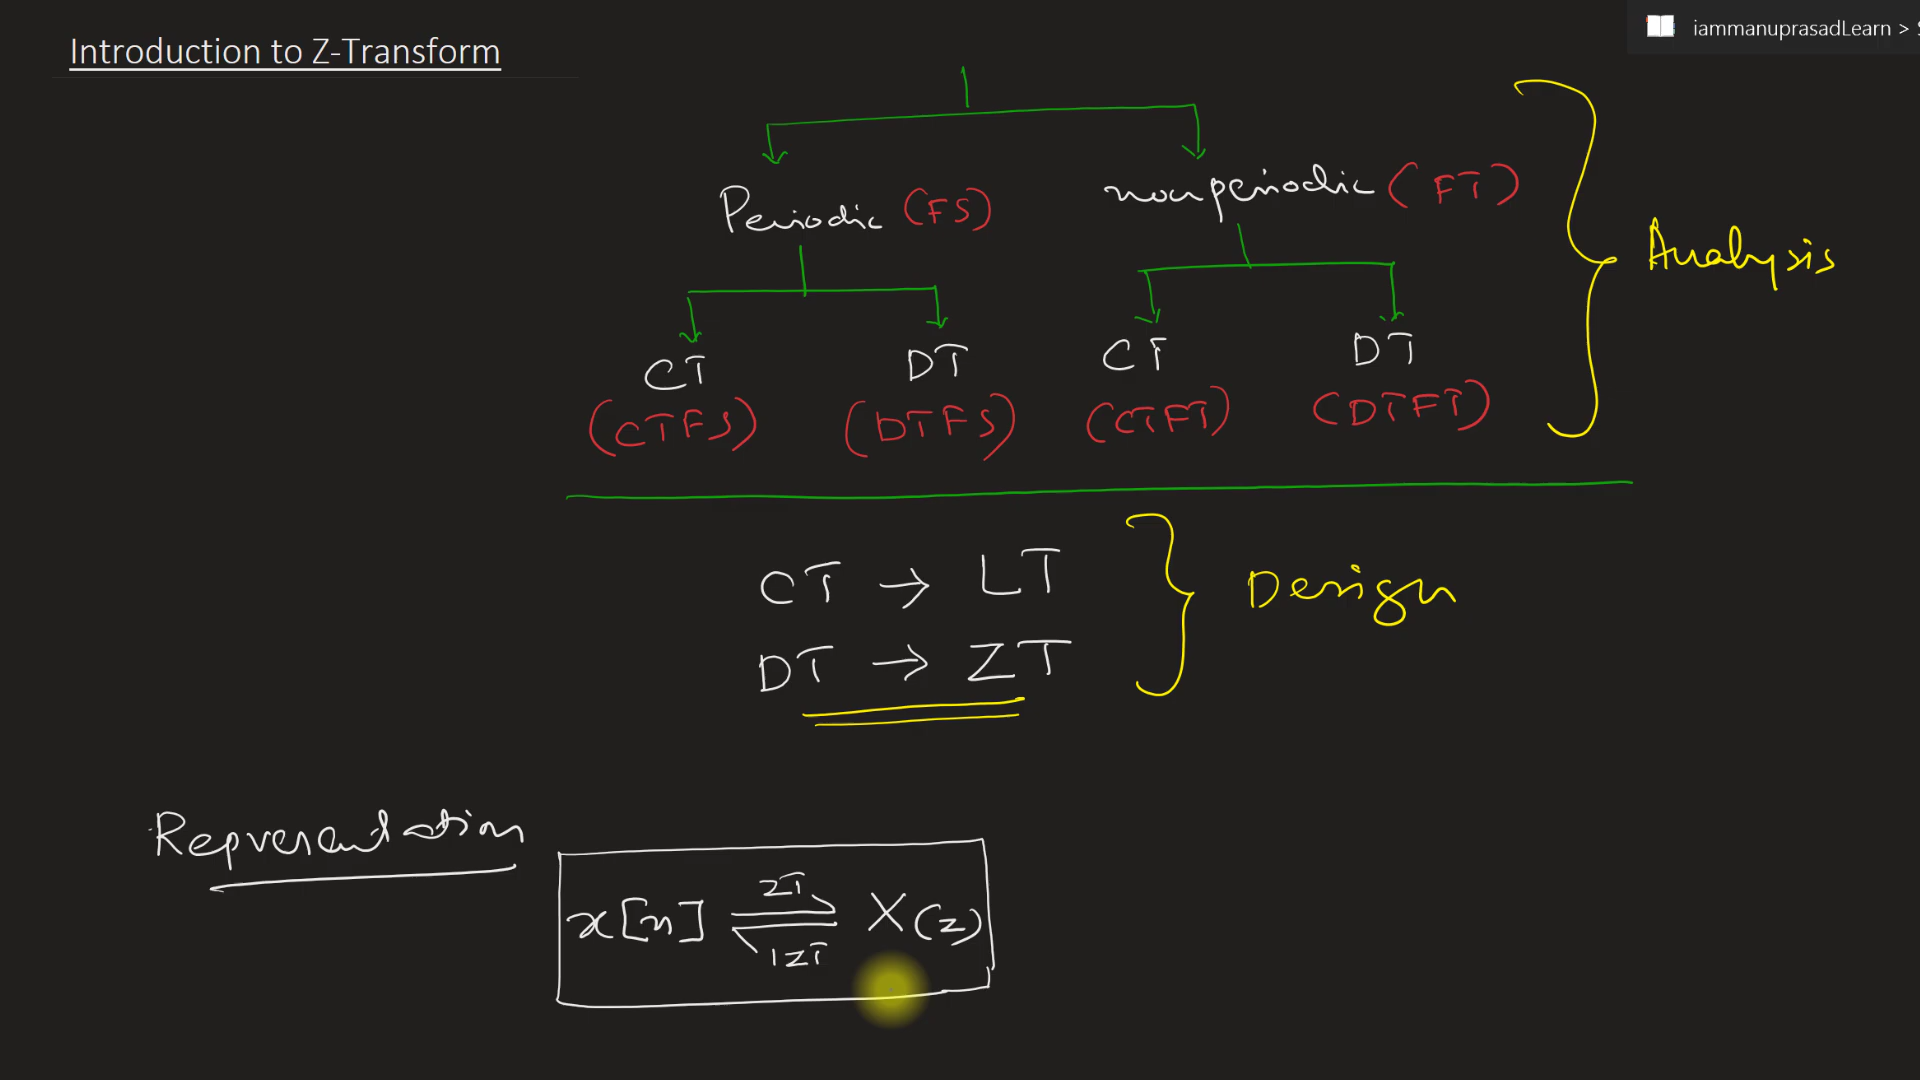 iammanuprasadLearn > S
Introduction to Z-Transform
Periodic (FS) nonperiodic (FT)
Analysis
CT DT CT DT
(CTFS) (DTFS) (CTFT) (DTFT)
CT → LT
Design
DT → ZT
Representation
ZT
x[n] ⇌ X(z)
IZT